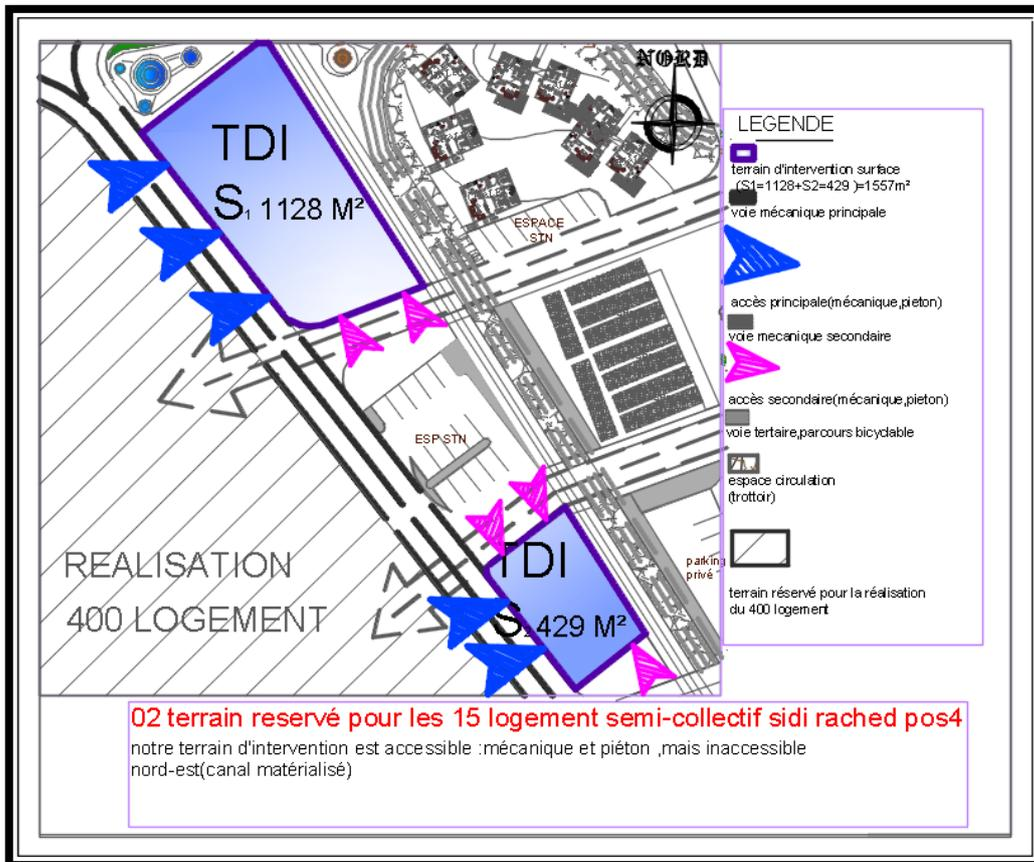 NORD
TDI
S1 1128 M²
ESPACE
STN
ESP STN
TDI
S 429 M²
parking
privé
REALISATION
400 LOGEMENT
LEGENDE
terrain d'intervention surface
(S1=1128+S2=429 )=1557m²
voie mécanique principale
accès principale(mécanique,pieton)
voie mecanique secondaire
accès secondaire(mécanique,pieton)
voie tertaire,parcours bicyclable
espace circulation
(trottoir)
terrain réservé pour la réalisation
du 400 logement
02 terrain reservé pour les 15 logement semi-collectif sidi rached pos4
notre terrain d'intervention est accessible :mécanique et piéton ,mais inaccessible
nord-est(canal matérialisé)